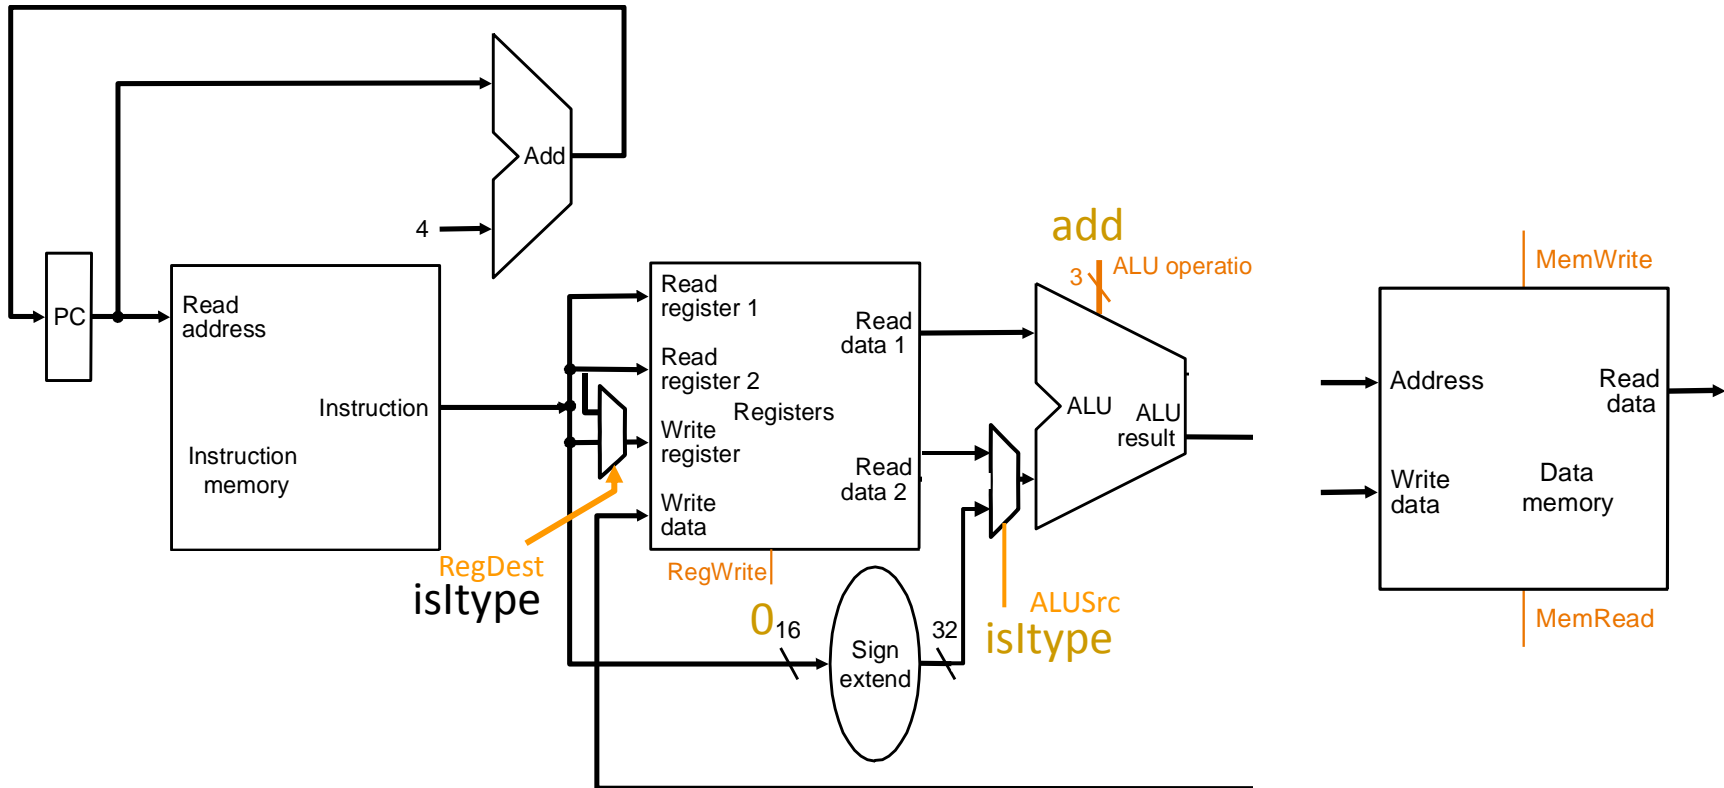 Add
4
add
3
ALU operatio
MemWrite
PC
Read
address
Instruction
Instruction
memory
Read
register 1
Read
register 2
Registers
Write
register
Write
data
Read
data 1
Read
data 2
RegWrite
RegDest
isItype
ALU
ALU
result
ALUSrc
isItype
0
16
Sign
extend
32
Address
Write
data
Read
data
Data
memory
MemRead